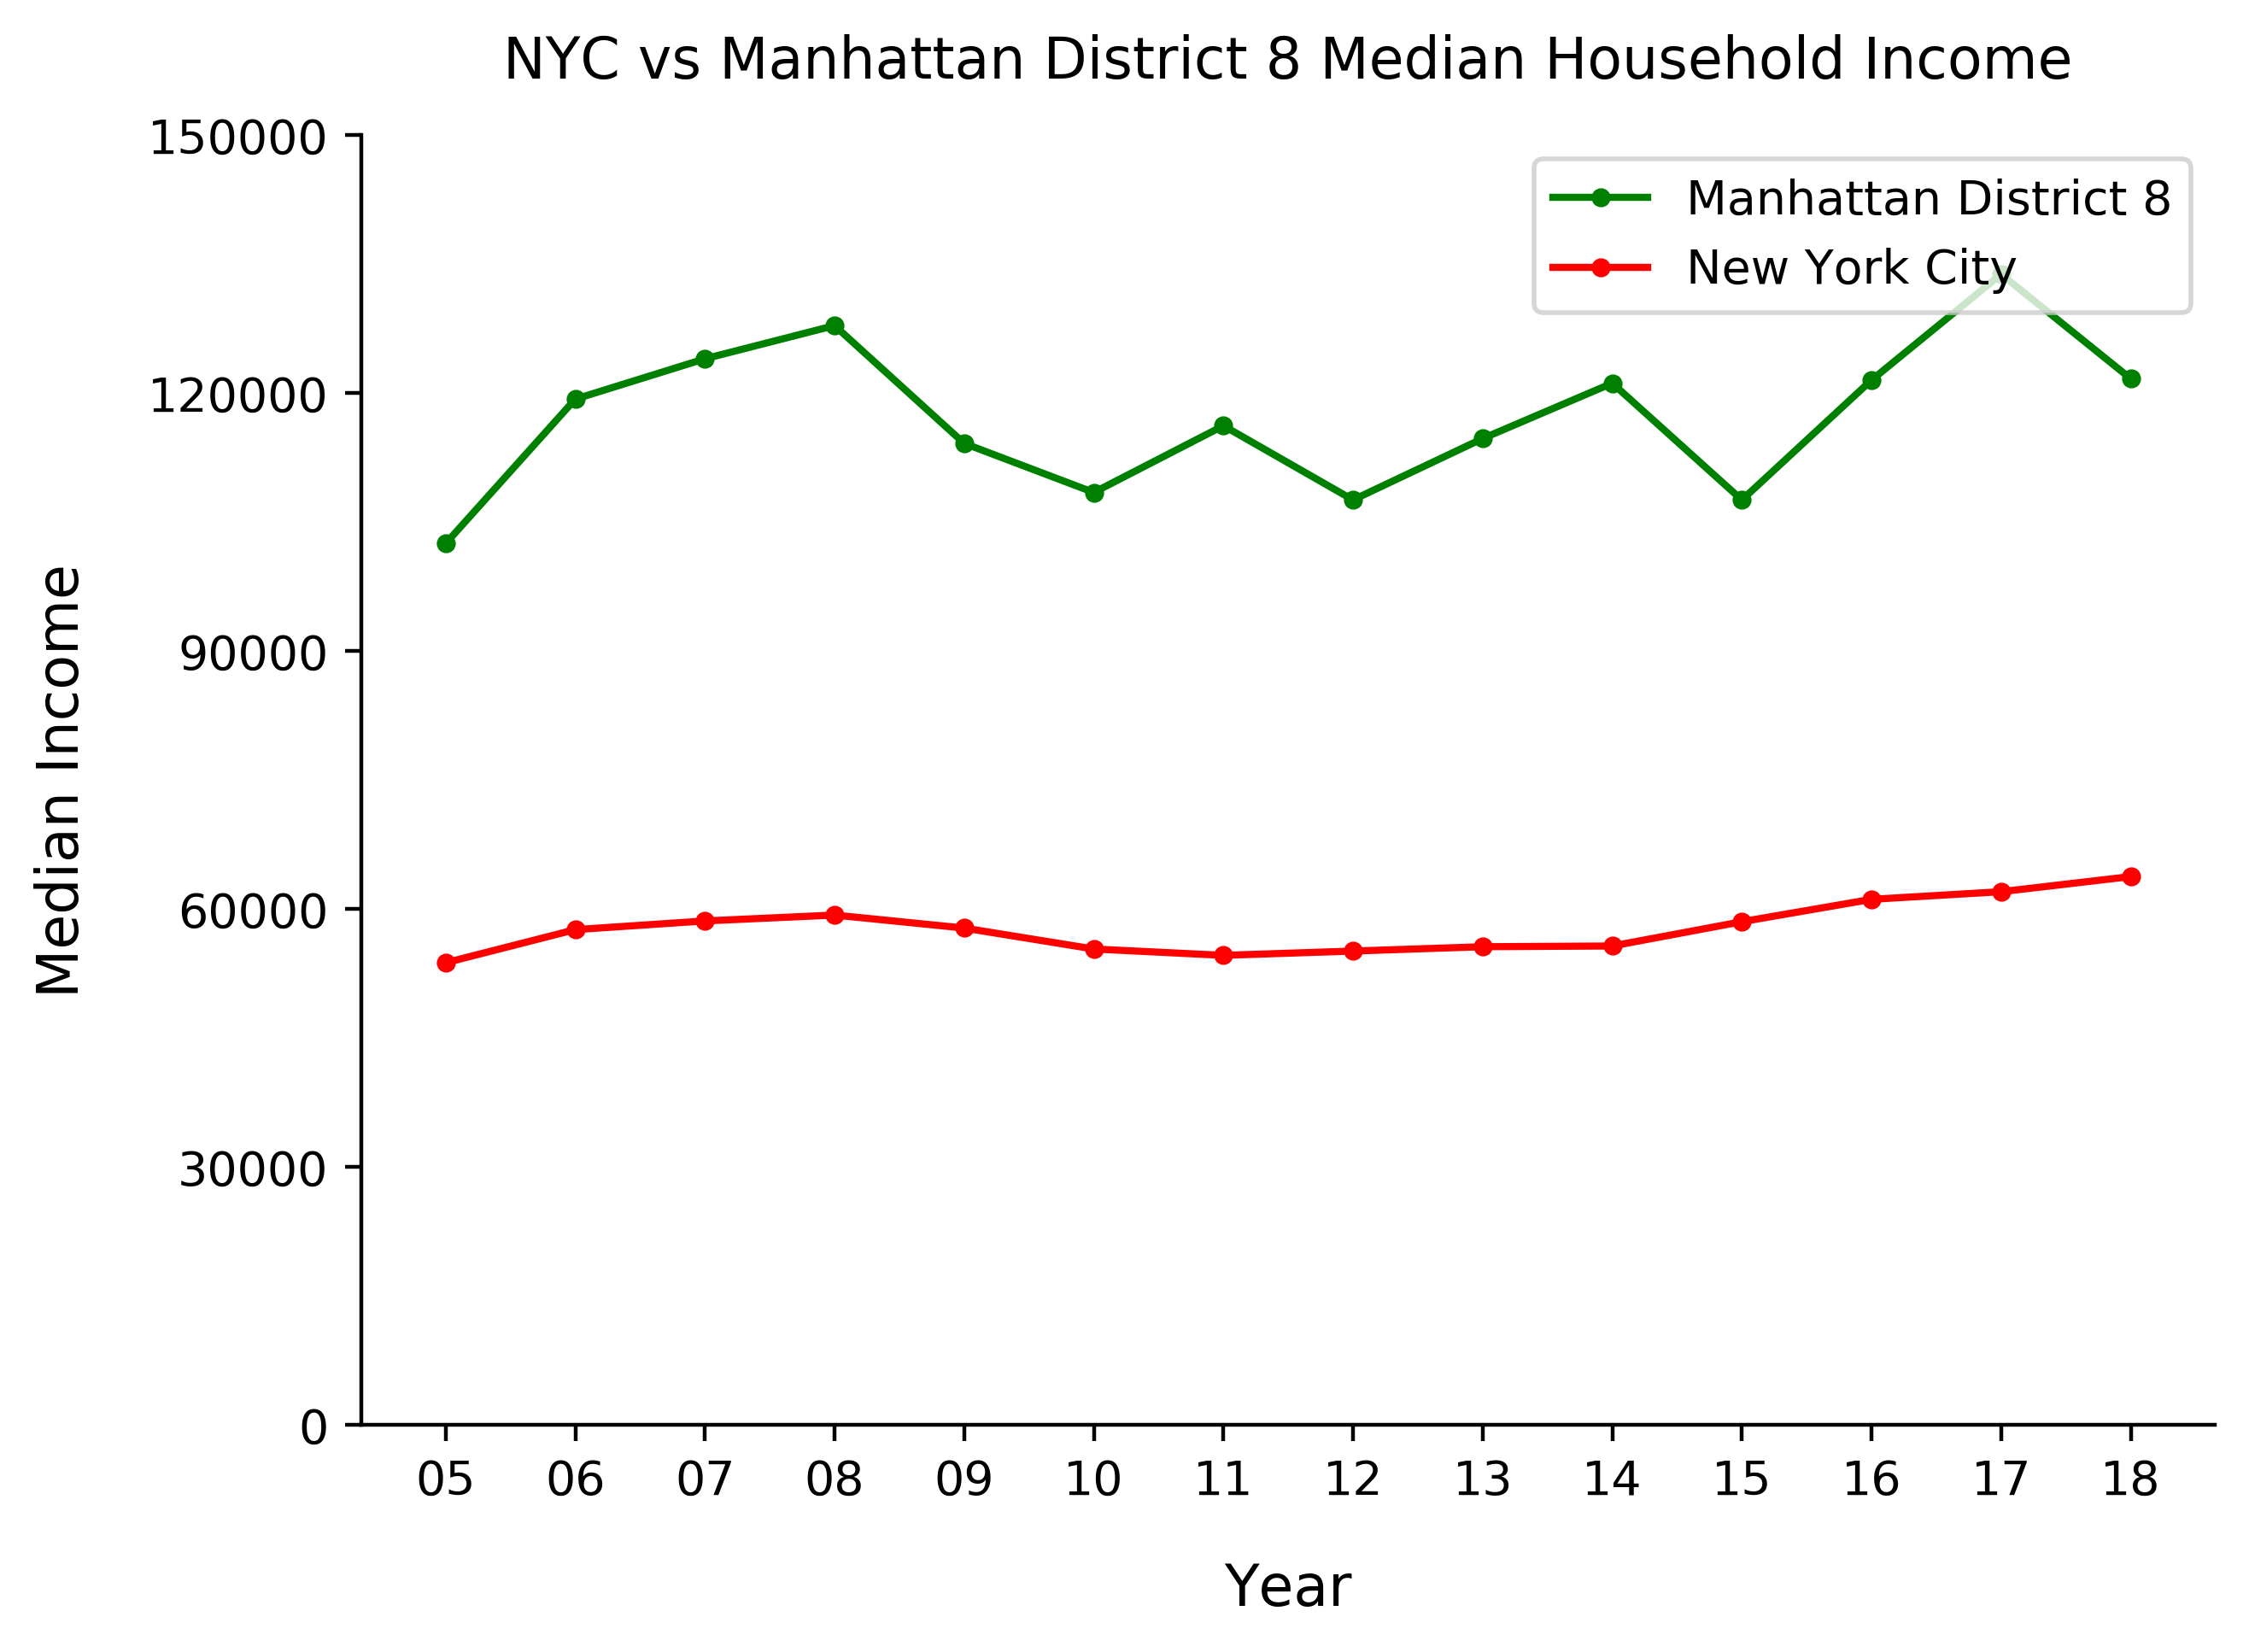 NYC vs Manhattan District 8 Median Household Income
150000
120000
90000
60000
30000
0
Median Income
Manhattan District 8
New York City
05 06 07 08 09 10 11 12 13 14 15 16 17 18
Year